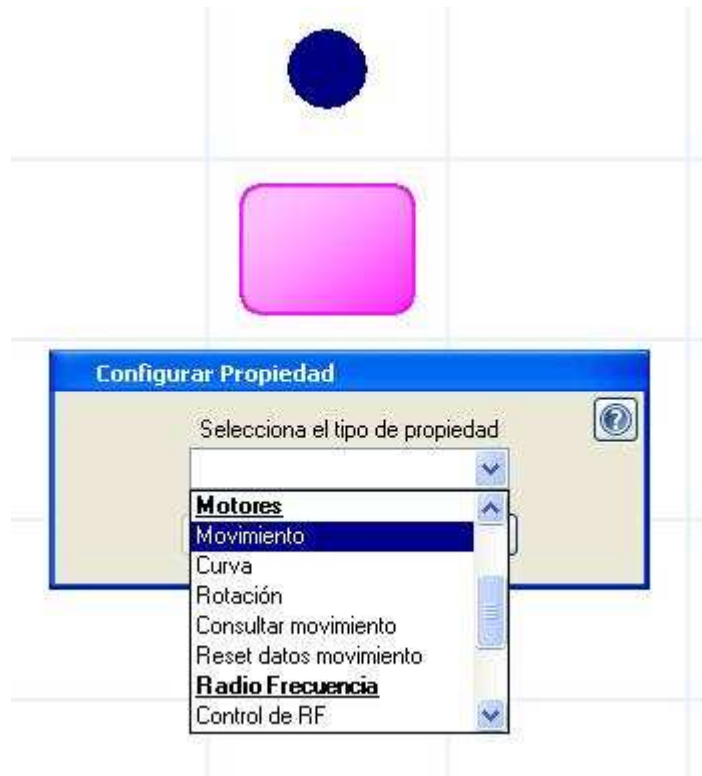 Configurar Propiedad
Selecciona el tipo de propiedad
Motores
Movimiento
Curva
Rotación
Consultar movimiento
Reset datos movimiento
Radio Frecuencia
Control de RF